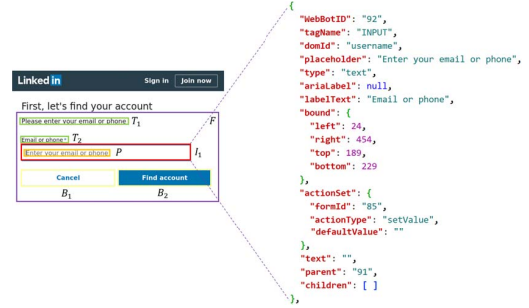 Linked in
Sign in
Join now
First, let's find your account
Please enter your email or phone T1
F
Email or phone* T2
Enter your email or phone P
I1
Cancel
Find account
B1
B2
{
"WebBotID": "92",
"tagName": "INPUT",
"domId": "username",
"placeholder": "Enter your email or phone",
"type": "text",
"ariaLabel": null,
"labelText": "Email or phone",
"bound": {
"left": 24,
"right": 454,
"top": 189,
"bottom": 229
},
"actionSet": {
"formId": "85",
"actionType": "setValue",
"defaultValue": ""
},
"text": "",
"parent": "91",
"children": [ ]
},